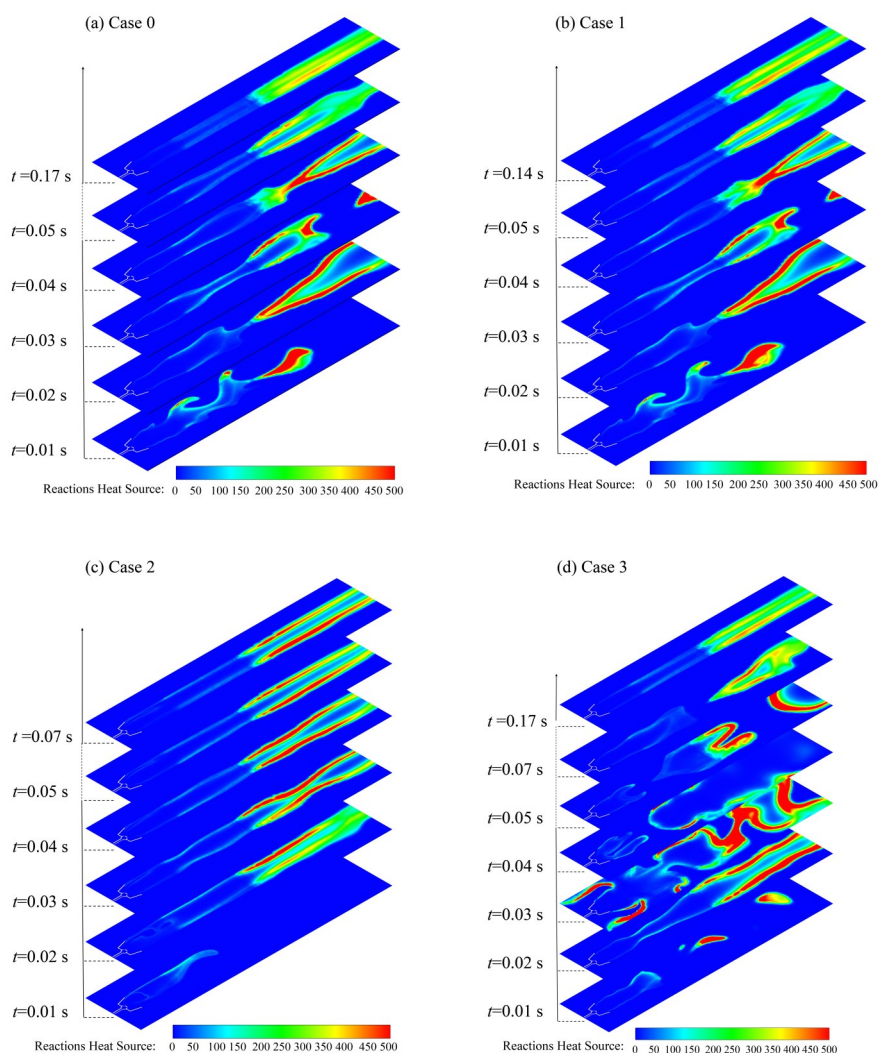 (a) Case 0
t =0.17 s
t=0.05 s
t=0.04 s
t=0.03 s
t=0.02 s
t=0.01 s
Reactions Heat Source: 0 50 100 150 200 250 300 350 400 450 500
(b) Case 1
t =0.14 s
t=0.05 s
t=0.04 s
t=0.03 s
t=0.02 s
t=0.01 s
Reactions Heat Source: 0 50 100 150 200 250 300 350 400 450 500
(c) Case 2
t =0.07 s
t=0.05 s
t=0.04 s
t=0.03 s
t=0.02 s
t=0.01 s
Reactions Heat Source: 0 50 100 150 200 250 300 350 400 450 500
(d) Case 3
t =0.17 s
t=0.07 s
t=0.05 s
t=0.04 s
t=0.03 s
t=0.02 s
t=0.01 s
Reactions Heat Source: 0 50 100 150 200 250 300 350 400 450 500